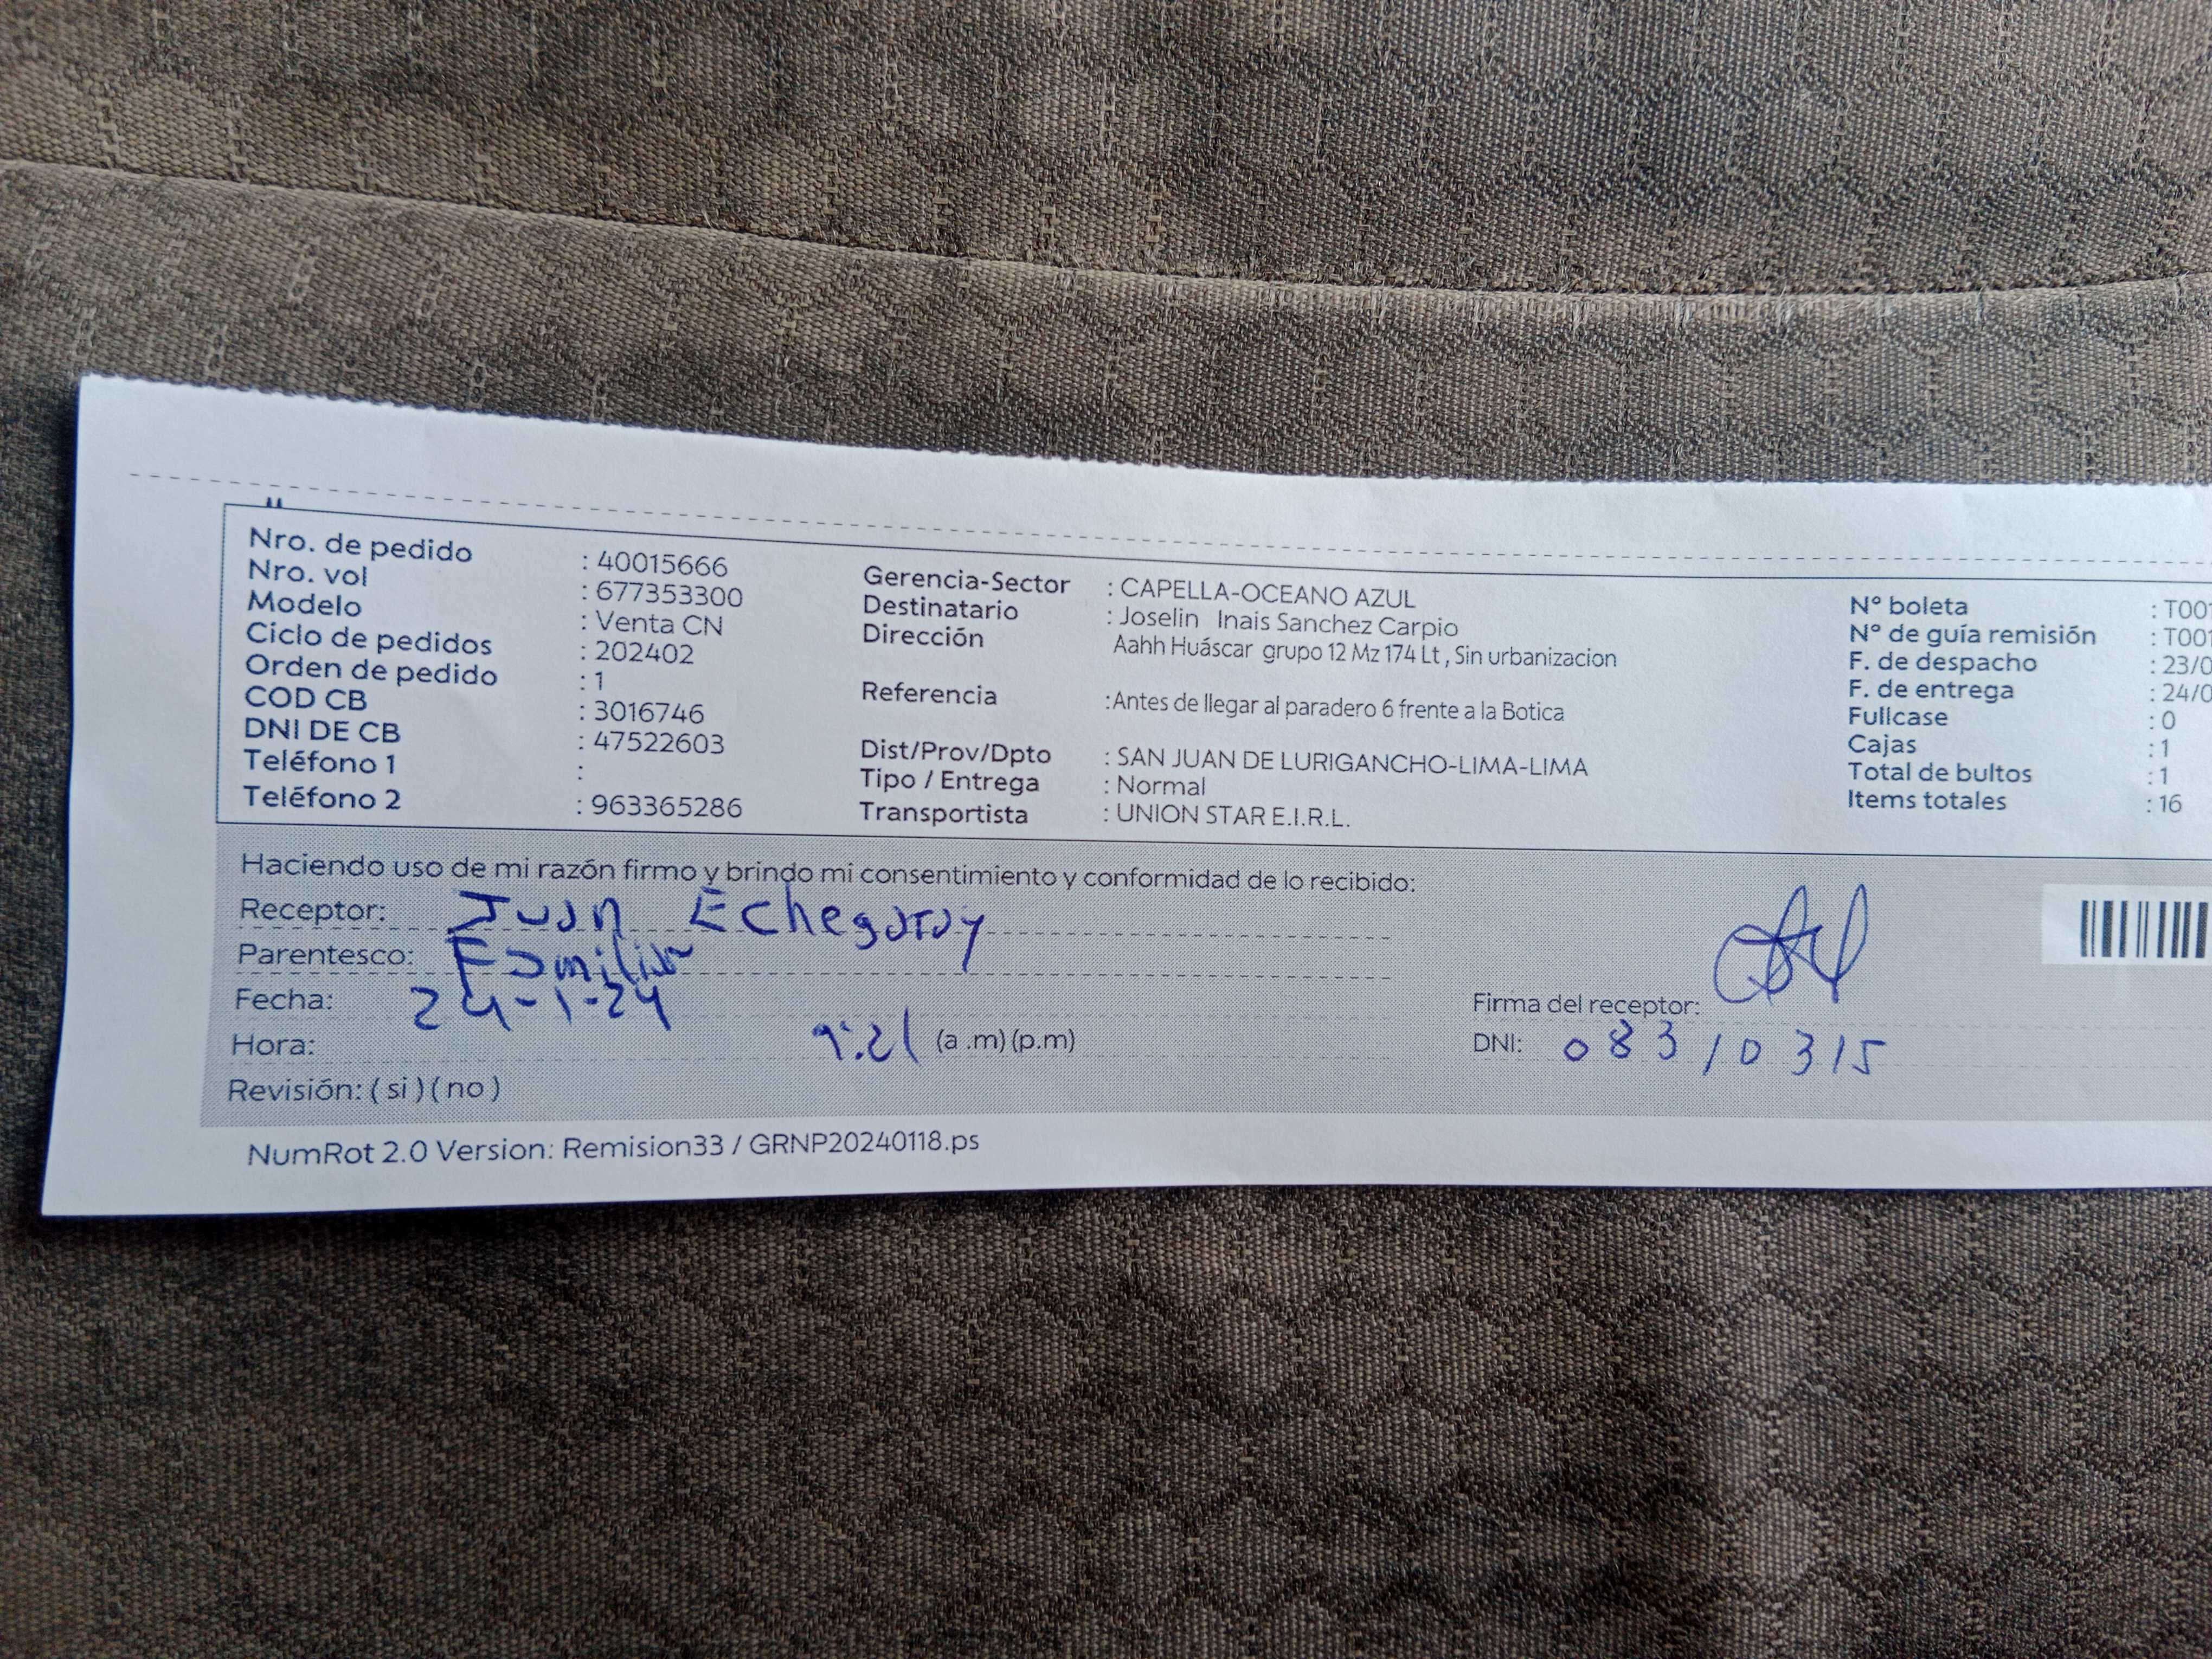 Nro. de pedido : 40015666
Nro. vol : 677353300
Modelo : Venta CN
Ciclo de pedidos : 202402
Orden de pedido : 1
COD CB : 3016746
DNI DE CB : 47522603
Teléfono 1 :
Teléfono 2 : 963365286
Gerencia-Sector : CAPELLA-OCEANO AZUL
Destinatario : Joselin Inais Sanchez Carpio
Dirección Aahh Huáscar grupo 12 Mz 174 Lt , Sin urbanizacion
Referencia :Antes de llegar al paradero 6 frente a la Botica
Dist/Prov/Dpto : SAN JUAN DE LURIGANCHO-LIMA-LIMA
Tipo / Entrega : Normal
Transportista : UNION STAR E.I.R.L.
N° boleta : T001
N° de guía remisión : T001
F. de despacho : 23/0
F. de entrega : 24/0
Fullcase : 0
Cajas : 1
Total de bultos : 1
Items totales : 16
Haciendo uso de mi razón firmo y brindo mi consentimiento y conformidad de lo recibido:
Receptor: Juan Echegaray
Parentesco: Familiar
Fecha: 24-1-24
Hora: 9:21 (a .m) (p.m)
Revisión: ( si ) ( no )
Firma del receptor:
DNI: 08310315
NumRot 2.0 Version: Remision33 / GRNP20240118.ps